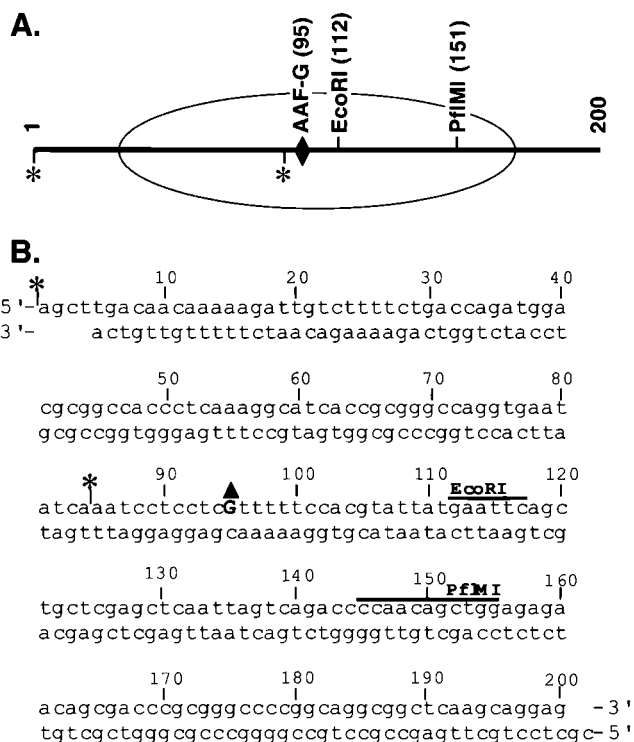 A.
1
AAF-G (95)
EcoRI (112)
PflMI (151)
200
*
*
B.
*
10 20 30 40
5'-agcttgacaacaaaaagattgtcttttctgaccagatgga
3'- actgttgtttttctaacagaaaagactggtctacct
50 60 70 80
cgcggccaccctcaaaggcatcaccgcgggccaggtgaat
gcgccggtgggagtttccgtagtggcgcccggtccactta
* 90 100 110 EcoRI 120
atcaaatcctcctcGtttttccacgtattatgaattcagc
tagtttaggaggagcaaaaaggtgcataatacttaagtcg
130 140 150 160
PflMI
tgctcgagctcaattagtcagaccccaacagctggagagaga
acgagctcgagttaatcagtctggggttgtcgacctctct
170 180 190 200
acagcgacccgcgggccccggcaggcggctcaagcaggag -3'
tgtcgctgggcgcccggggccgtccgccgagttcgtcctcgc-5'